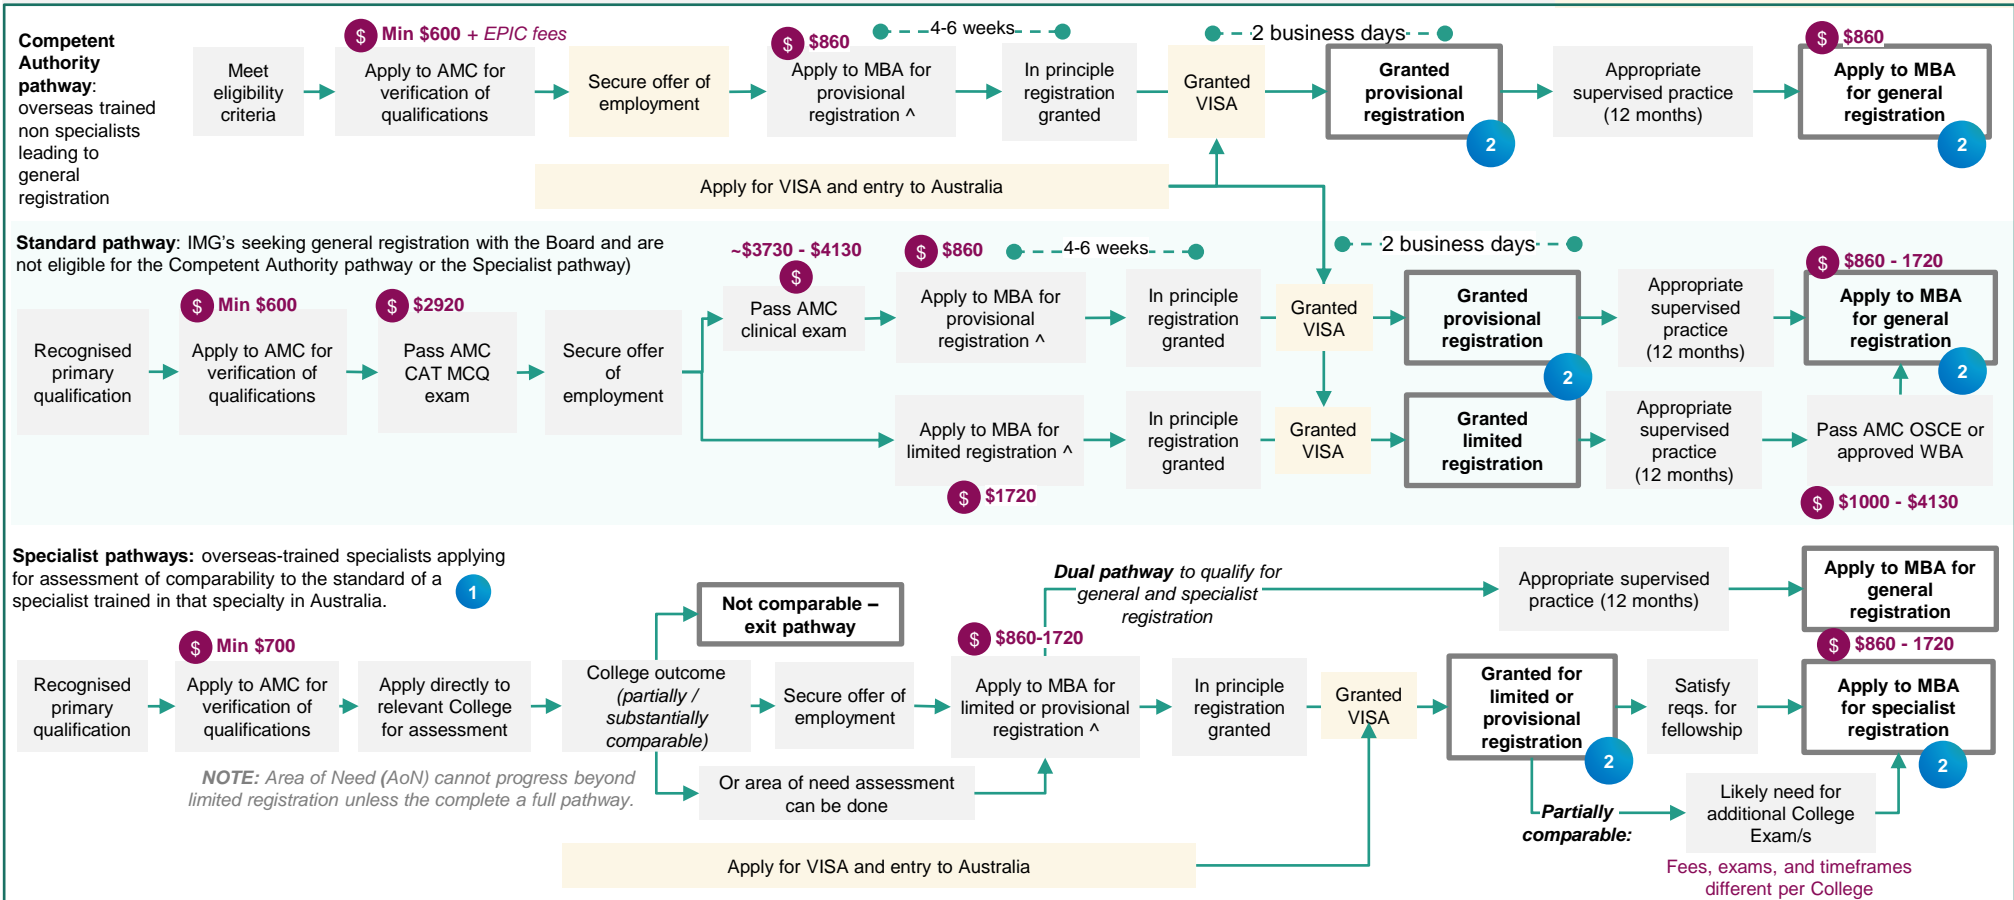 Competent
Authority
pathway:
overseas trained
non specialists
leading to
general
registration
$ Min $600 + EPIC fees
$ $860
4-6 weeks
2 business days
$ $860
Meet
eligibility
criteria
Apply to AMC for
verification of
qualifications
Secure offer of
employment
Apply to MBA for
provisional
registration ^
In principle
registration
granted
Granted
VISA
Granted
provisional
registration
2
Appropriate
supervised practice
(12 months)
Apply to MBA
for general
registration
2
Apply for VISA and entry to Australia
Standard pathway: IMG's seeking general registration with the Board and are
not eligible for the Competent Authority pathway or the Specialist pathway)
~$3730 - $4130
$
$ $860
4-6 weeks
2 business days
$ $860 - 1720
$ Min $600
$ $2920
Recognised
primary
qualification
Apply to AMC for
verification of
qualifications
Pass AMC
CAT MCQ
exam
Secure offer
of
employment
Pass AMC
clinical exam
Apply to MBA for
provisional
registration ^
In principle
registration
granted
Granted
VISA
Granted
provisional
registration
2
Appropriate
supervised
practice
(12 months)
Apply to MBA
for general
registration
2
Apply to MBA for
limited registration ^
$ $1720
In principle
registration
granted
Granted
VISA
Granted
limited
registration
Appropriate
supervised
practice
(12 months)
Pass AMC OSCE or
approved WBA
$ $1000 - $4130
Specialist pathways: overseas-trained specialists applying
for assessment of comparability to the standard of a
specialist trained in that specialty in Australia.
1
Dual pathway to qualify for
general and specialist
registration
Appropriate supervised
practice (12 months)
Apply to MBA for
general
registration
Not comparable –
exit pathway
$ Min $700
$ $860-1720
$ $860 - 1720
Recognised
primary
qualification
Apply to AMC for
verification of
qualifications
Apply directly to
relevant College
for assessment
College outcome
(partially /
substantially
comparable)
Secure offer of
employment
Apply to MBA for
limited or provisional
registration ^
In principle
registration
granted
Granted
VISA
Granted for
limited or
provisional
registration
2
Satisfy
reqs. for
fellowship
Apply to MBA
for specialist
registration
2
NOTE: Area of Need (AoN) cannot progress beyond
limited registration unless the complete a full pathway.
Or area of need assessment
can be done
Partially
comparable:
Likely need for
additional College
Exam/s
Apply for VISA and entry to Australia
Fees, exams, and timeframes
different per College